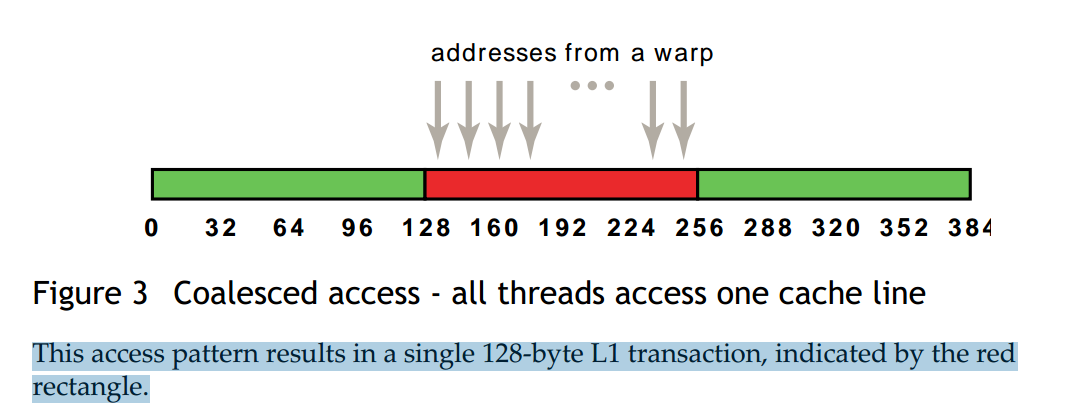 addresses from a warp
0 32 64 96 128 160 192 224 256 288 320 352 384
Figure 3 Coalesced access - all threads access one cache line
This access pattern results in a single 128-byte L1 transaction, indicated by the red
rectangle.